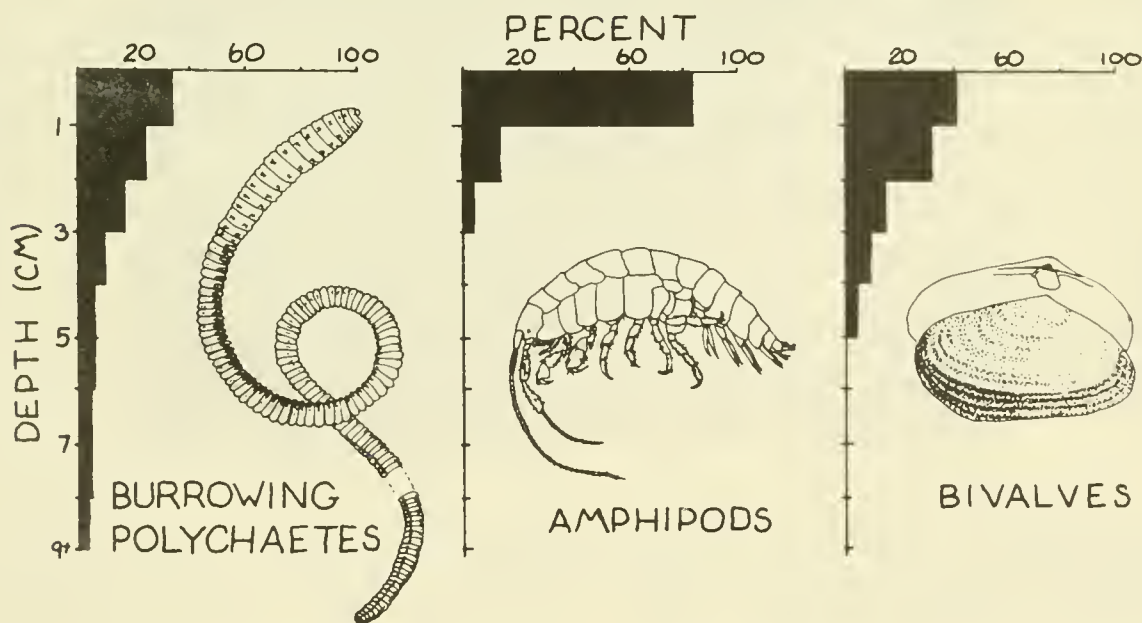 PERCENT
20 60 100
20 60 100
20 60 100
DEPTH (CM)
1
3
5
7
9+
BURROWING
POLYCHAETES
AMPHIPODS
BIVALVES